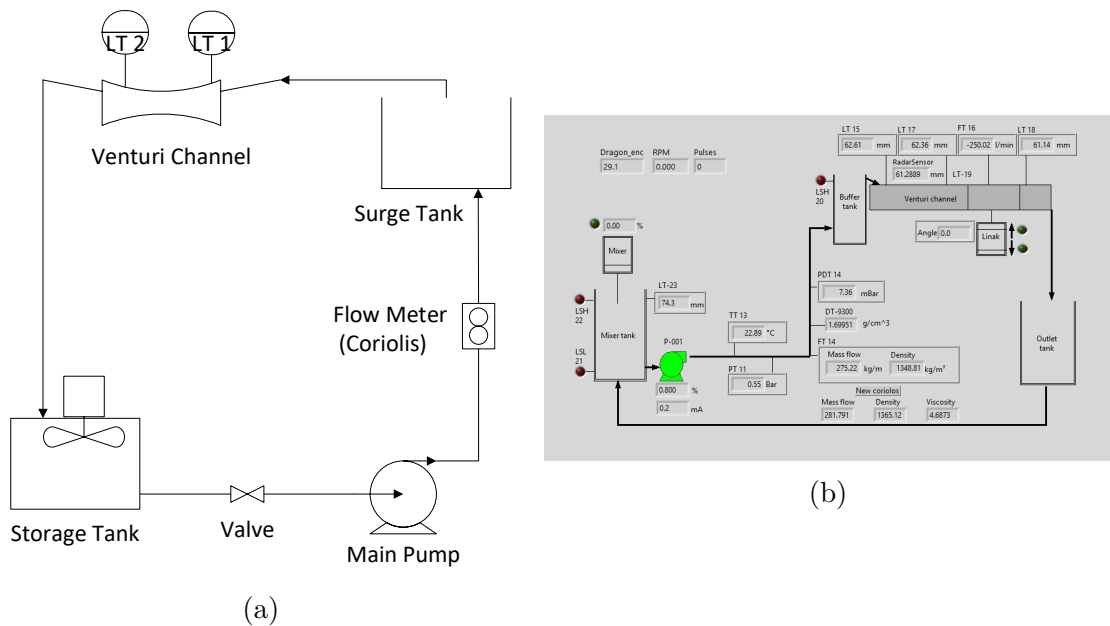 LT 2
LT 1
Venturi Channel
Surge Tank
Flow Meter
(Coriolis)
Storage Tank
Valve
Main Pump
(a)
LT 15
LT 17
FT 16
LT 18
62.61 mm
62.36 mm
-250.02 l/min
61.14 mm
Dragon_enc
RPM
Pulses
29.1
0.000
0
RadarSensor
61.2889 mm
LT-19
LSH
20
Buffer
tank
Venturi channel
Angle 0.0
Linak
0.00 %
Mixer
LT-23
74.3 mm
LSH
22
Mixer tank
LSL
21
P-001
0.800 %
0.2 mA
TT 13
22.89 °C
PT 11
0.55 Bar
PDT 14
7.36 mBar
DT-9300
1.69951 g/cm^3
FT 14
Mass flow
Density
275.22 kg/m
1348.81 kg/m³
New coriolos
Mass flow
Density
Viscosity
281.791
1365.12
4.6873
Outlet
tank
(b)